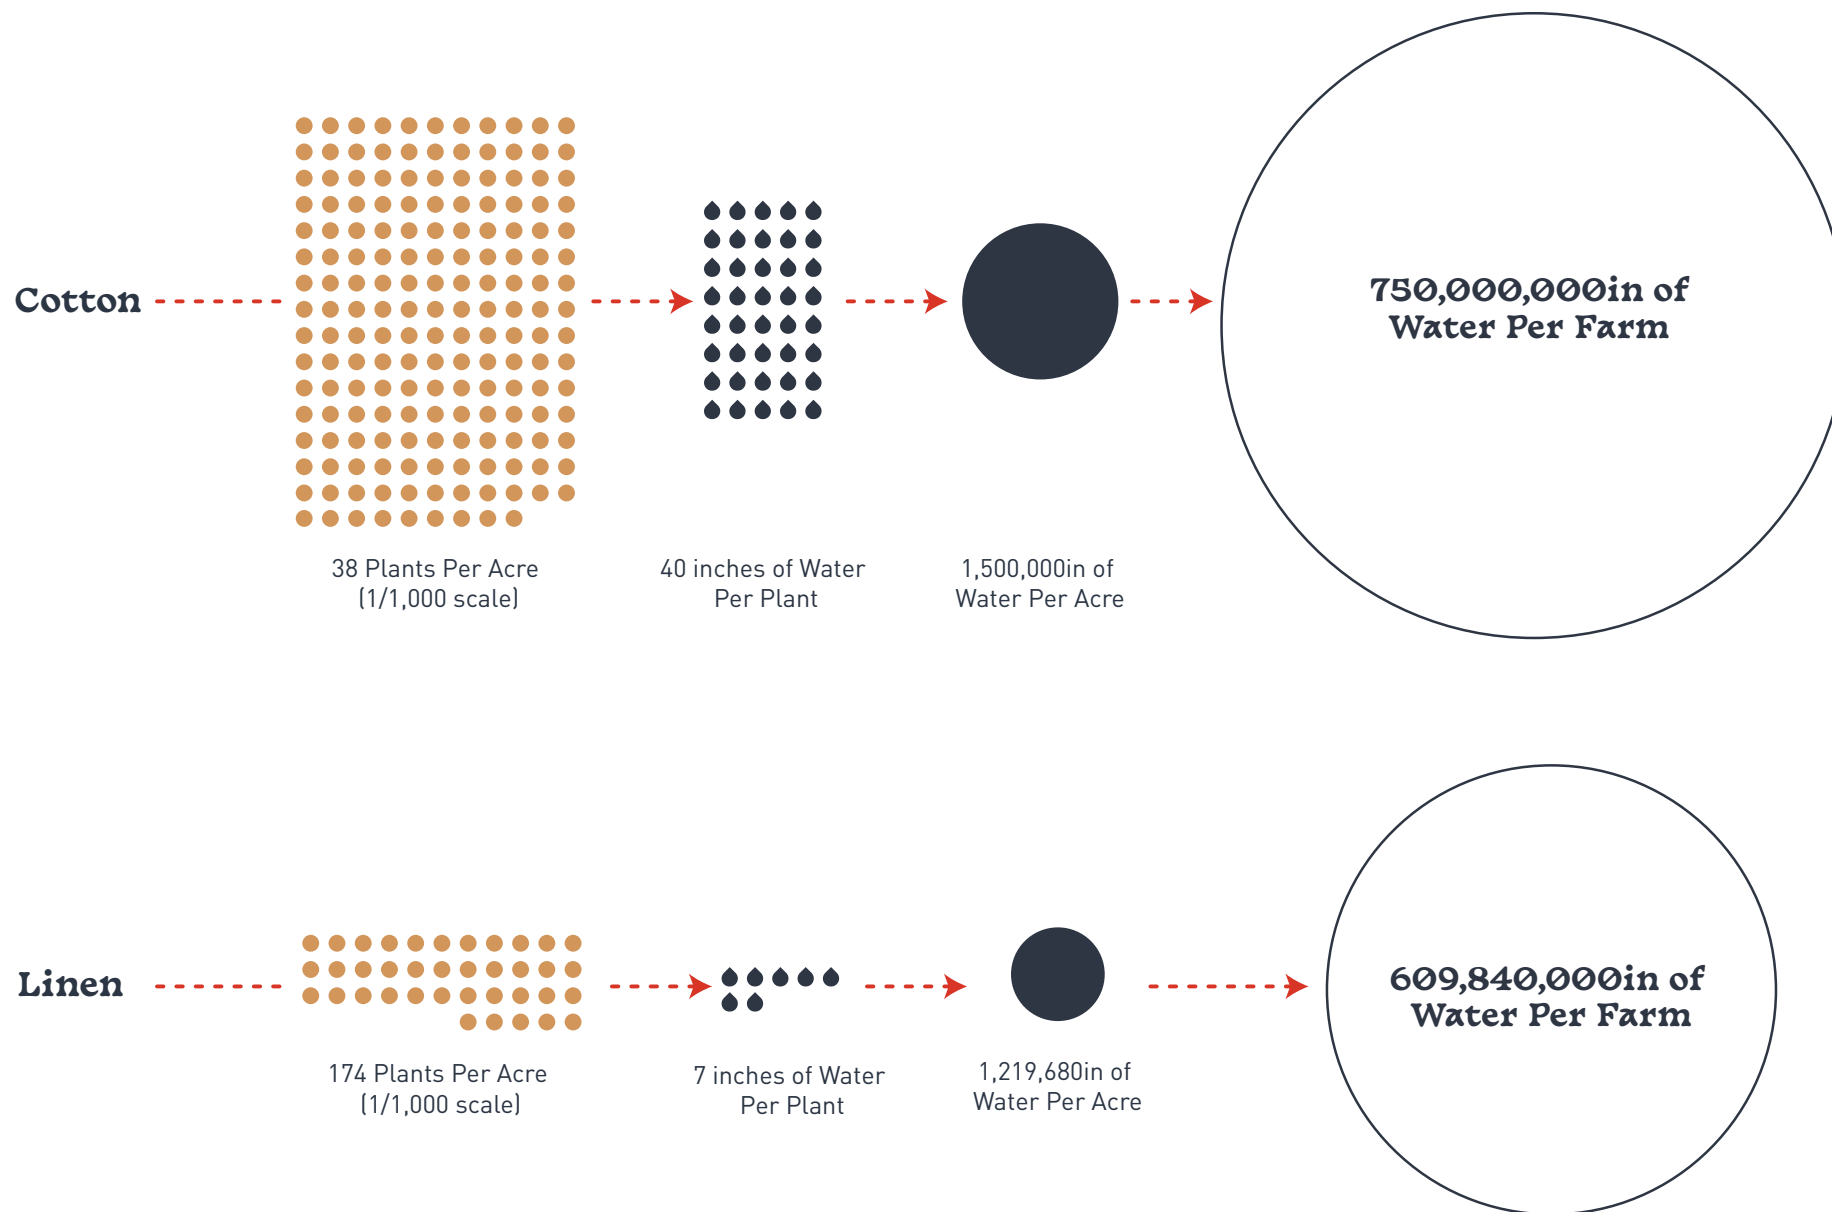 Cotton
750,000,000in of
Water Per Farm
38 Plants Per Acre
(1/1,000 scale)
40 inches of Water
Per Plant
1,500,000in of
Water Per Acre
Linen
609,840,000in of
Water Per Farm
174 Plants Per Acre
(1/1,000 scale)
7 inches of Water
Per Plant
1,219,680in of
Water Per Acre